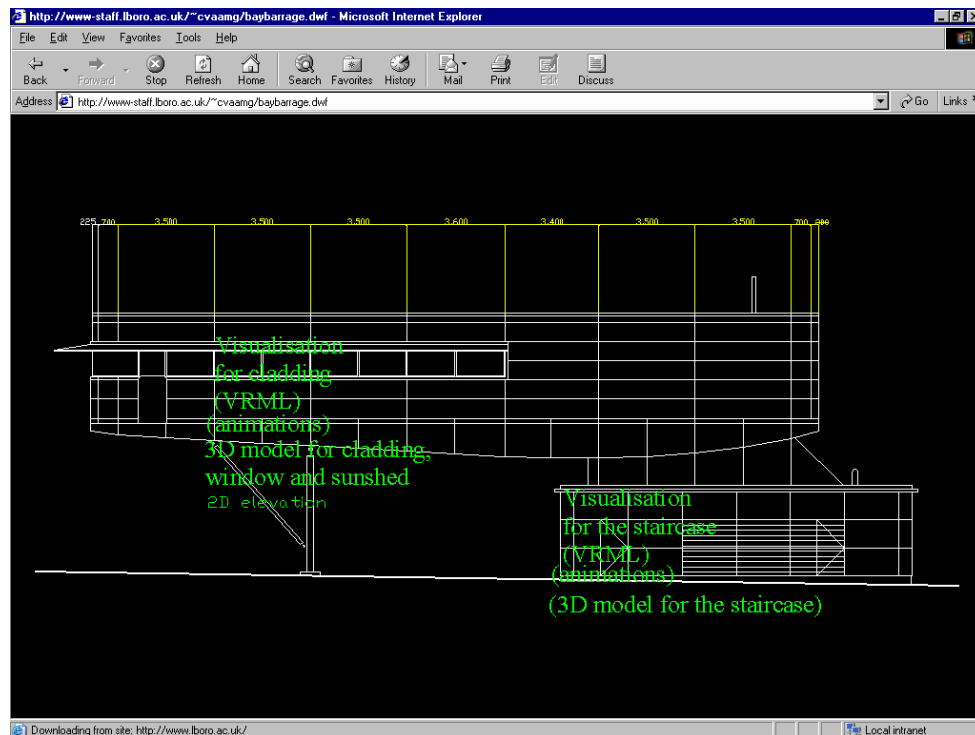 http://www-staff.lboro.ac.uk/~cvaamg/baybarrage.dwf - Microsoft Internet Explorer
File Edit View Favorites Tools Help
Back Forward Stop Refresh Home Search Favorites History Mail Print Edit Discuss
Address http://www-staff.lboro.ac.uk/~cvaamg/baybarrage.dwf Go Links
225 700 3.500 3.500 3.500 3.600 3.400 3.500 3.500 700 200
Visualisation
for cladding
(VRML)
(animations)
3D model for cladding,
window and sunshed
2D elevation
Visualisation
for the staircase
(VRML)
(animations)
(3D model for the staircase)
Downloading from site: http://www.lboro.ac.uk/ Local intranet